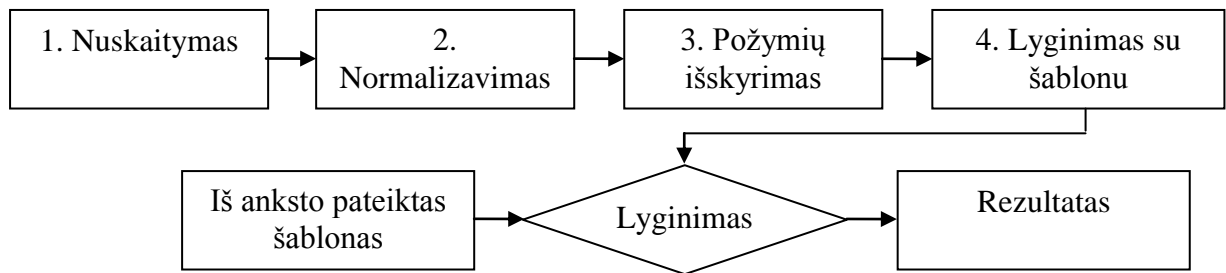 1. Nuskaitymas
2.
Normalizavimas
3. Požymių
išskyrimas
4. Lyginimas su
šablonu
Iš anksto pateiktas
šablonas
Lyginimas
Rezultatas